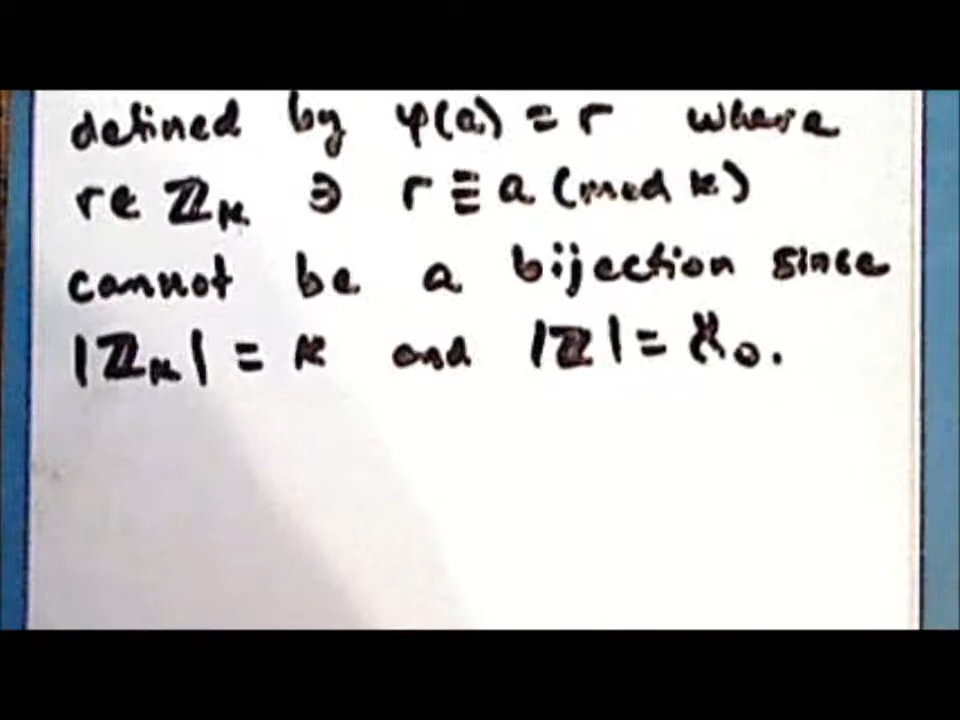 defined by φ(a) = r where
r ∈ ℤₖ ∋ r ≡ a (mod k)
cannot be a bijection since
|ℤₖ| = k and |ℤ| = ℵ₀.